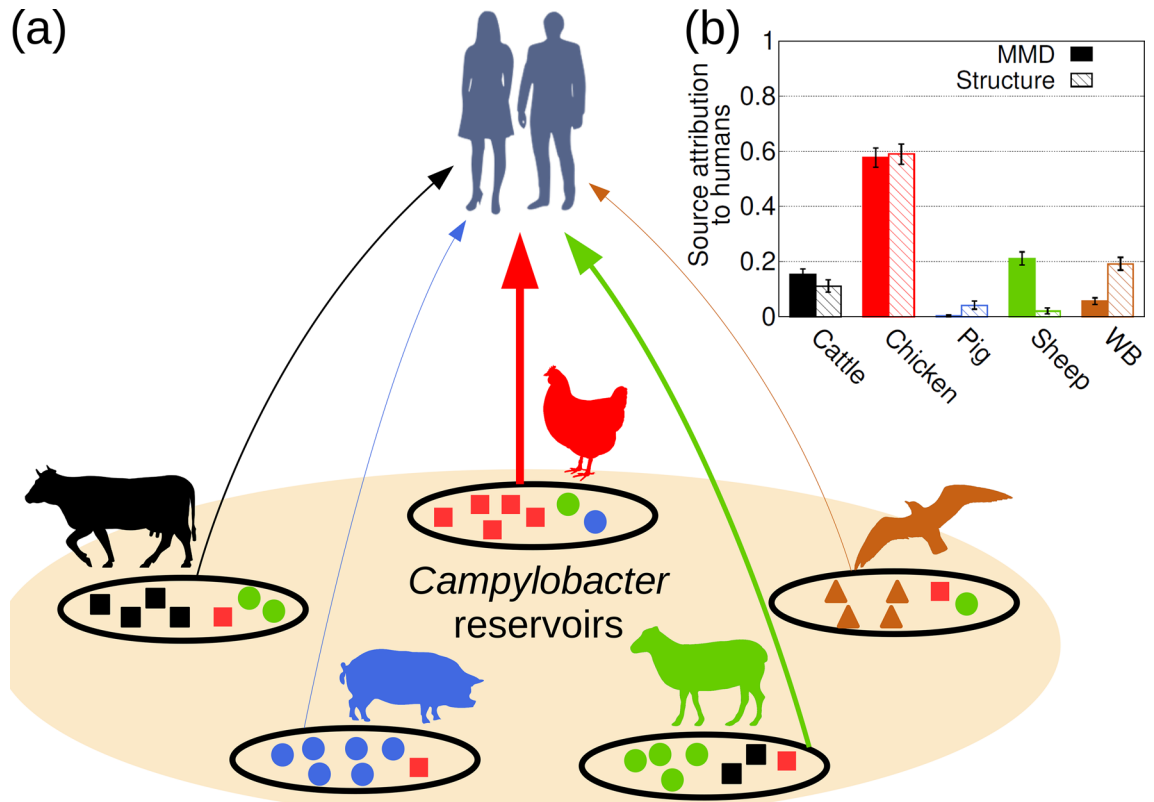 (a)
Campylobacter
reservoirs
(b)
Source attribution
to humans
1
0.8
0.6
0.4
0.2
0
MMD
Structure
Cattle
Chicken
Pig
Sheep
WB